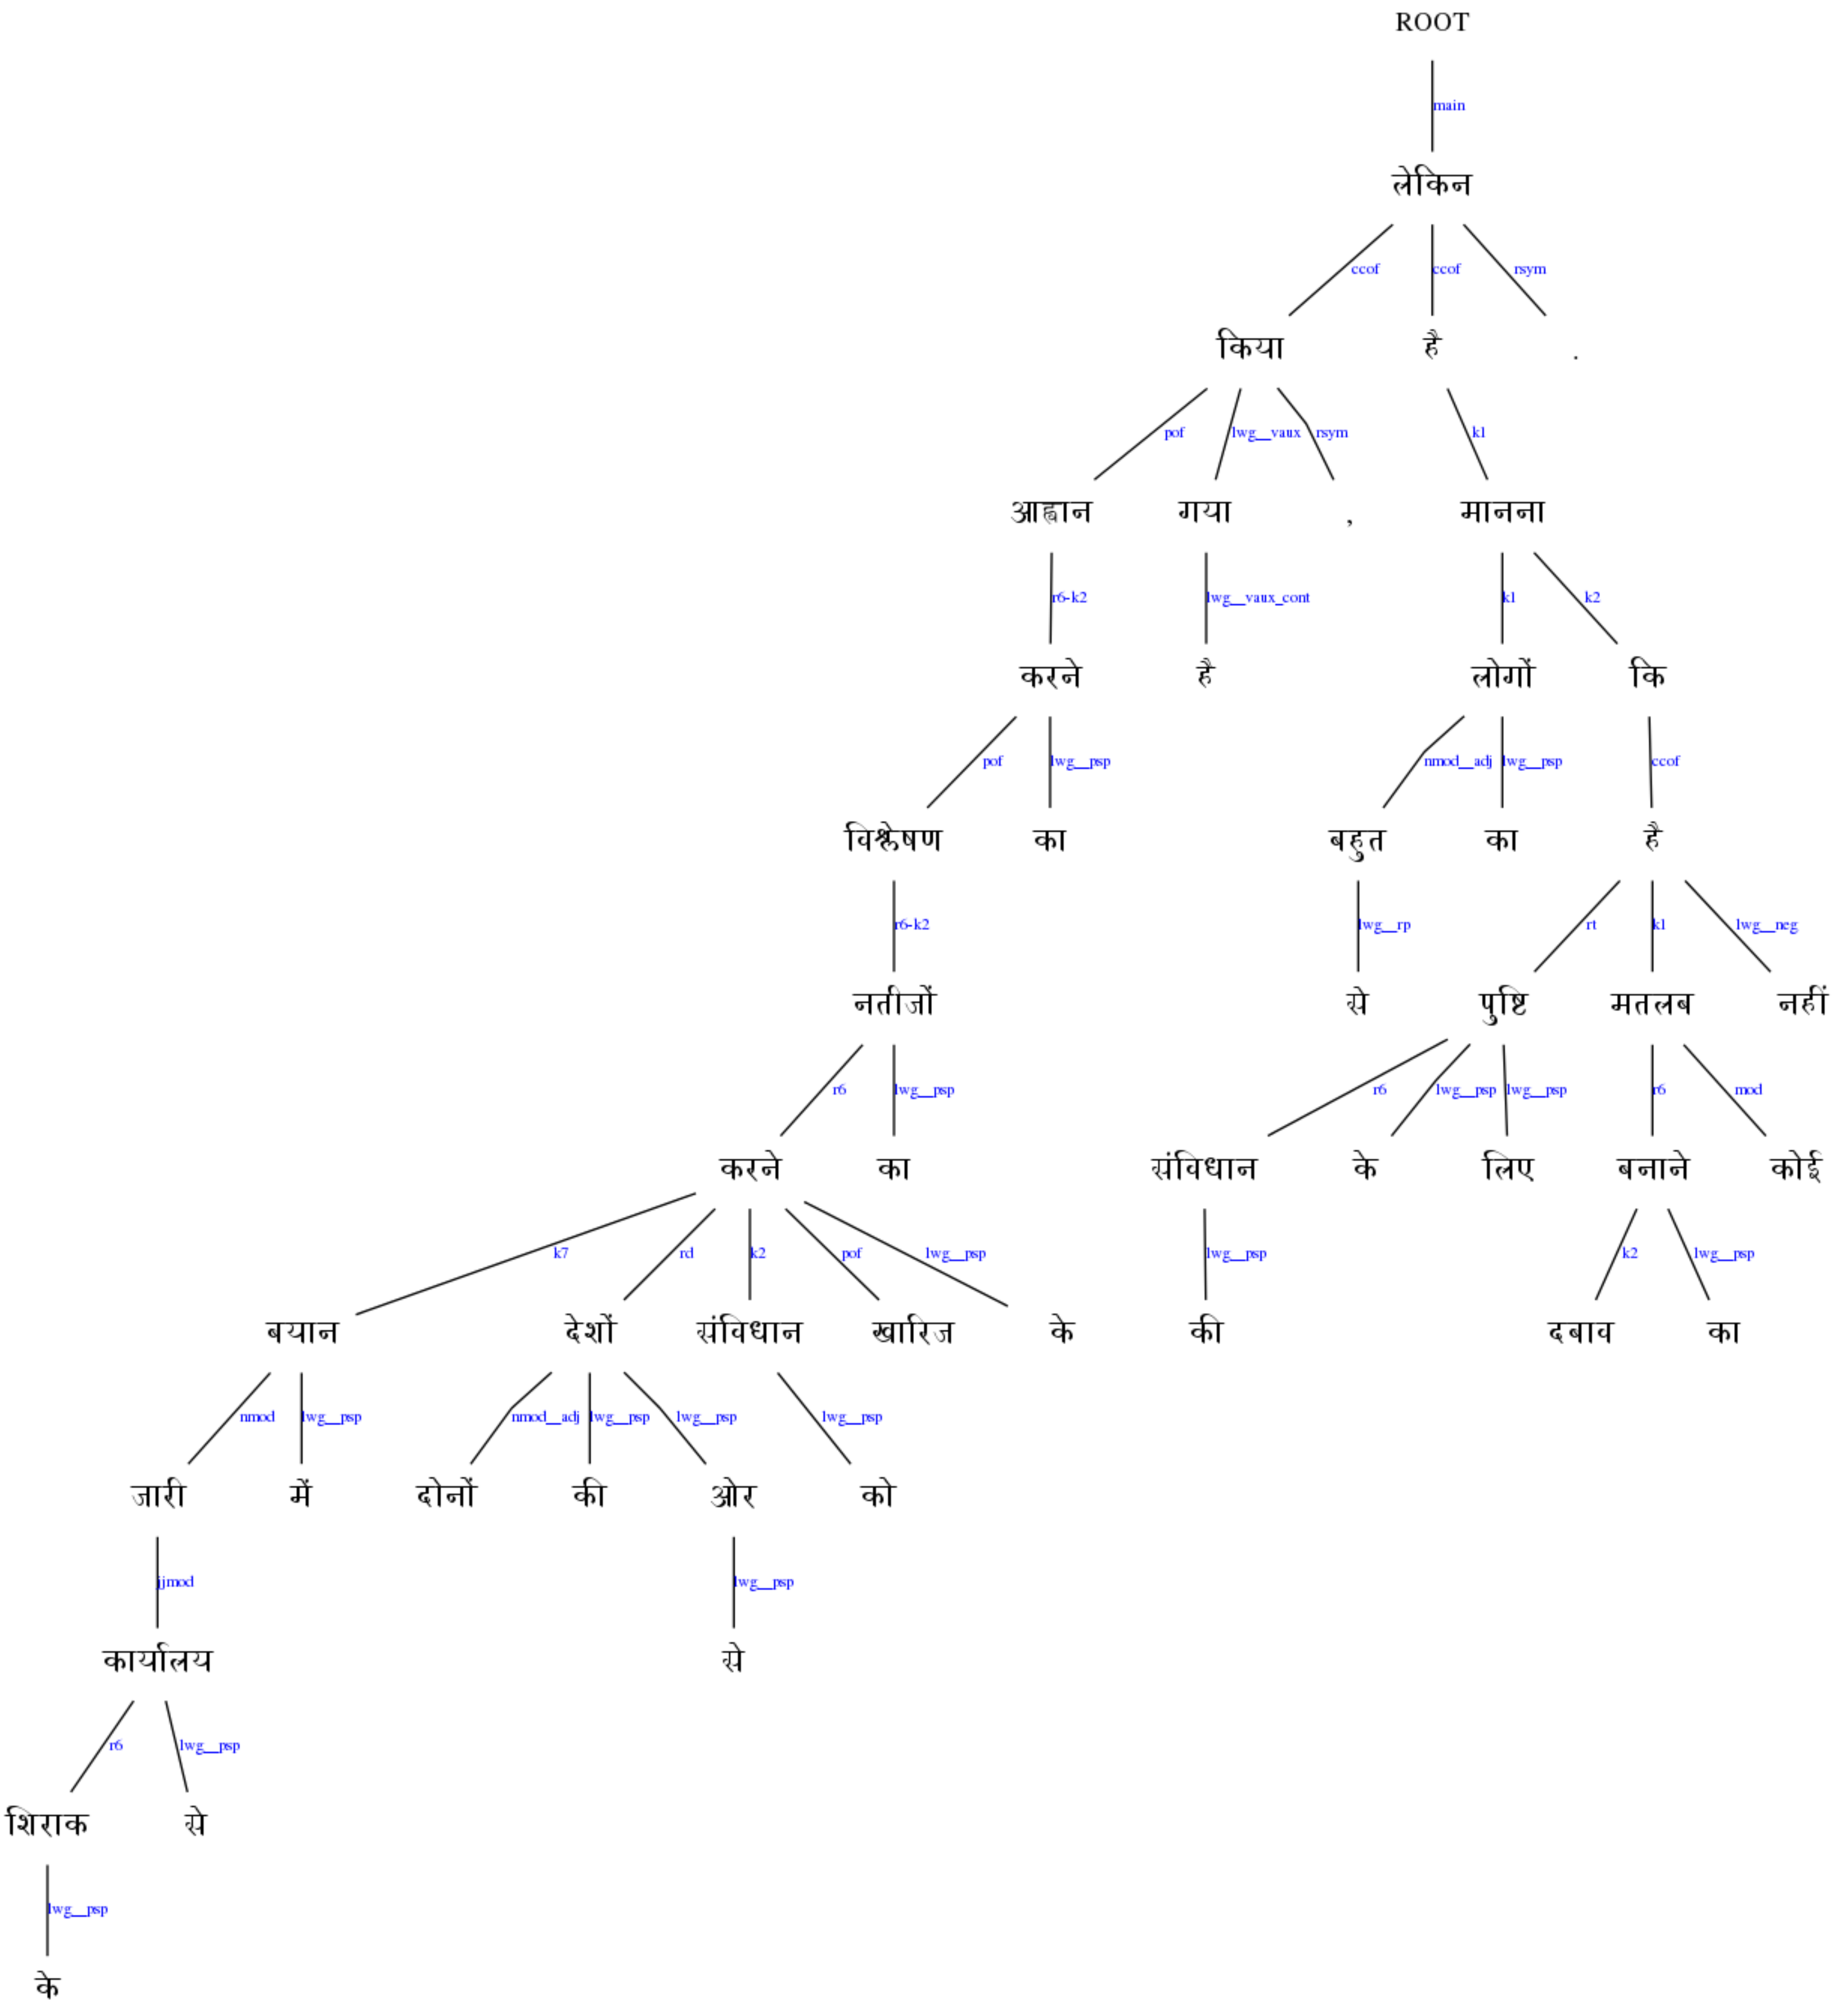 ROOT
main
लेकिन
ccof ccof rsym
किया है .
pof lwg__vaux rsym k1
आह्वान गया , मानना
r6-k2 lwg__vaux_cont k1 k2
करने है लोगों कि
pof lwg__psp nmod__adj lwg__psp ccof
विश्लेषण का बहुत का है
r6-k2 lwg__rp rt k1 lwg__neg
नतीजों से पुष्टि मतलब नहीं
r6 lwg__psp r6 lwg__psp lwg__psp r6 mod
करने का संविधान के लिए बनाने कोई
k7 rd k2 pof lwg__psp lwg__psp k2 lwg__psp
बयान देशों संविधान खारिज के की दबाव का
nmod lwg__psp nmod__adj lwg__psp lwg__psp lwg__psp
जारी में दोनों की ओर को
jjmod lwg__psp
कार्यालय से
r6 lwg__psp
शिराक से
lwg__psp
के